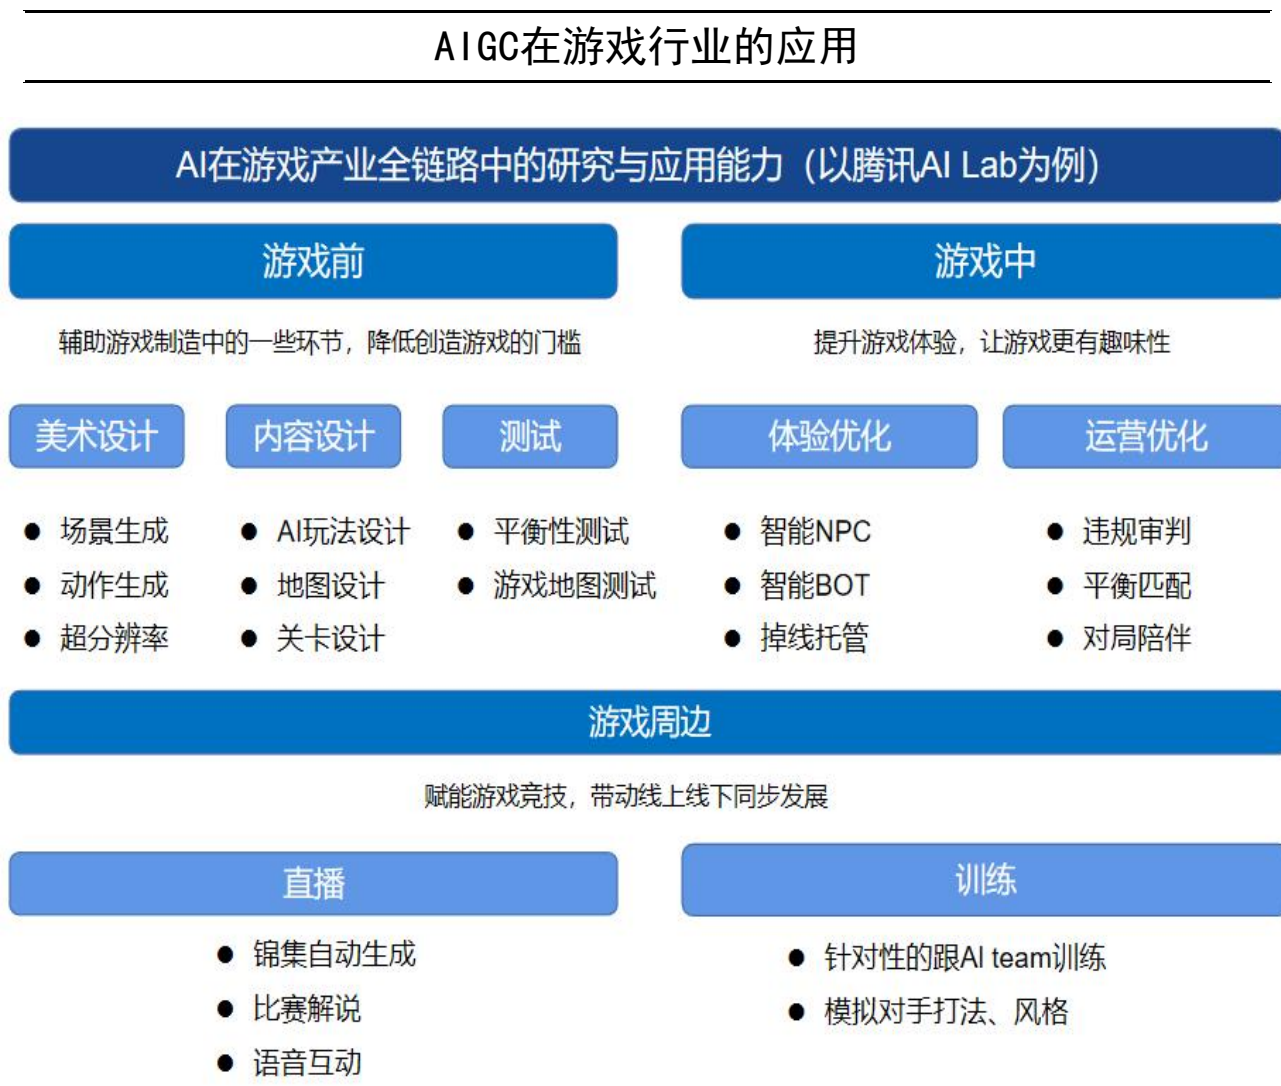 AIGC在游戏行业的应用
AI在游戏产业全链路中的研究与应用能力（以腾讯AI Lab为例）
游戏前
辅助游戏制造中的一些环节，降低创造游戏的门槛
美术设计
● 场景生成
● 动作生成
● 超分辨率
内容设计
● AI玩法设计
● 地图设计
● 关卡设计
测试
● 平衡性测试
● 游戏地图测试
游戏中
提升游戏体验，让游戏更有趣味性
体验优化
● 智能NPC
● 智能BOT
● 掉线托管
运营优化
● 违规审判
● 平衡匹配
● 对局陪伴
游戏周边
赋能游戏竞技，带动线上线下同步发展
直播
● 锦集自动生成
● 比赛解说
● 语音互动
训练
● 针对性的跟AI team训练
● 模拟对手打法、风格